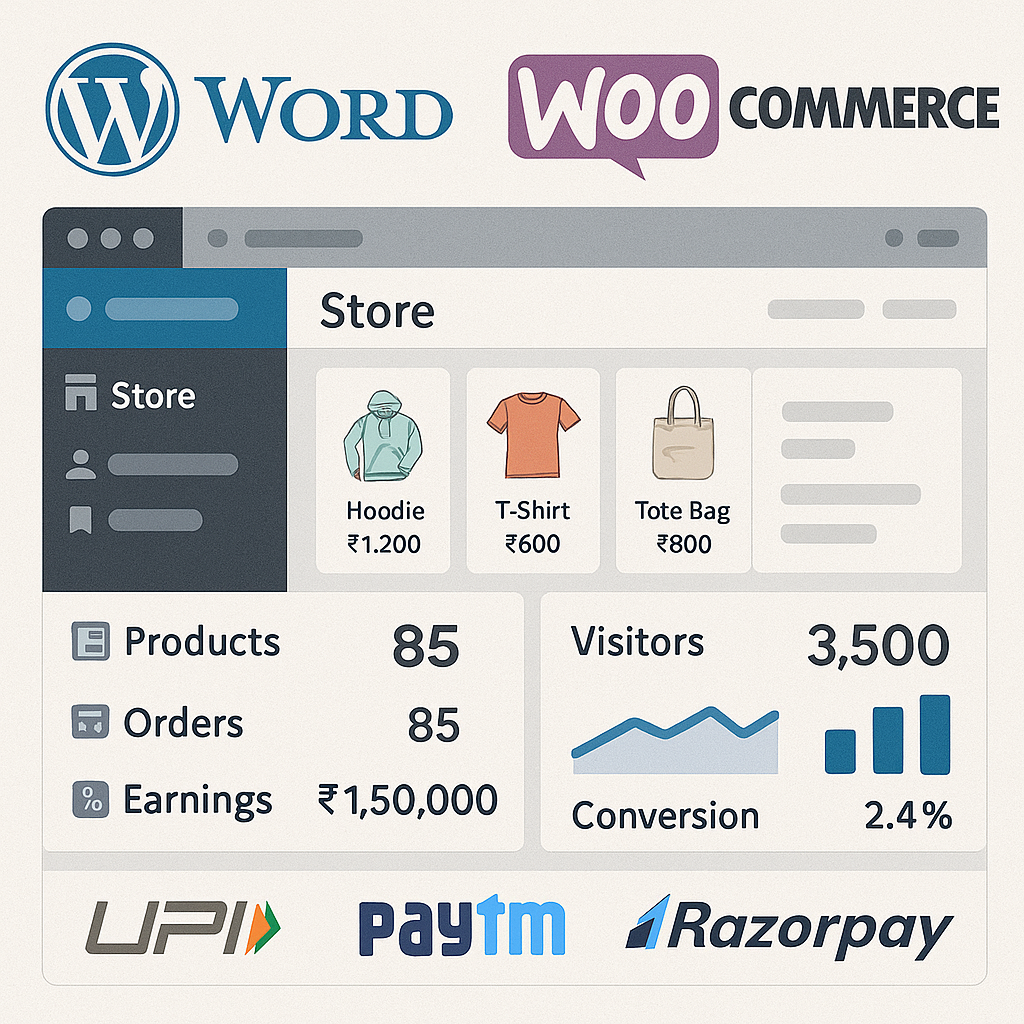 WORD
WOO COMMERCE
Store
Store
Hoodie
₹1.200
T-Shirt
₹600
Tote Bag
₹800
Products 85
Orders 85
% Earnings ₹1,50,000
Visitors 3,500
Conversion 2.4%
UPI
paytm
Razorpay